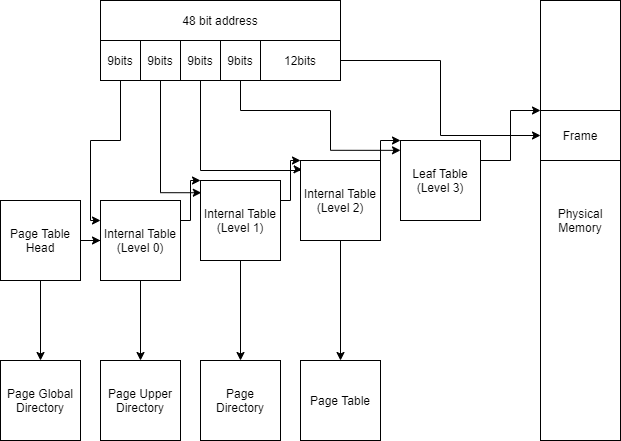 48 bit address
9bits
9bits
9bits
9bits
12bits
Frame
Leaf Table
(Level 3)
Internal Table
(Level 2)
Internal Table
(Level 1)
Physical
Memory
Page Table
Head
Internal Table
(Level 0)
Page Global
Directory
Page Upper
Directory
Page
Directory
Page Table